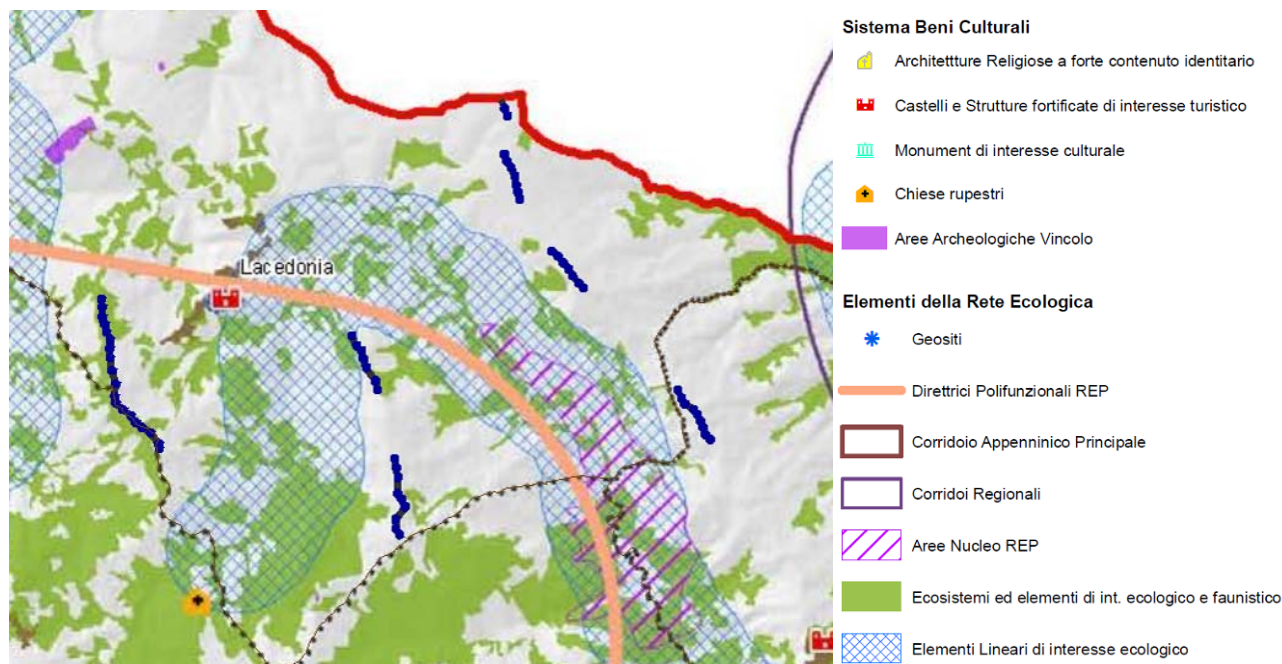 Lacedonia
Sistema Beni Culturali
Architettture Religiose a forte contenuto identitario
Castelli e Strutture fortificate di interesse turistico
Monument di interesse culturale
Chiese rupestri
Aree Archeologiche Vincolo
Elementi della Rete Ecologica
Geositi
Direttrici Polifunzionali REP
Corridoio Appenninico Principale
Corridoi Regionali
Aree Nucleo REP
Ecosistemi ed elementi di int. ecologico e faunistico
Elementi Lineari di interesse ecologico